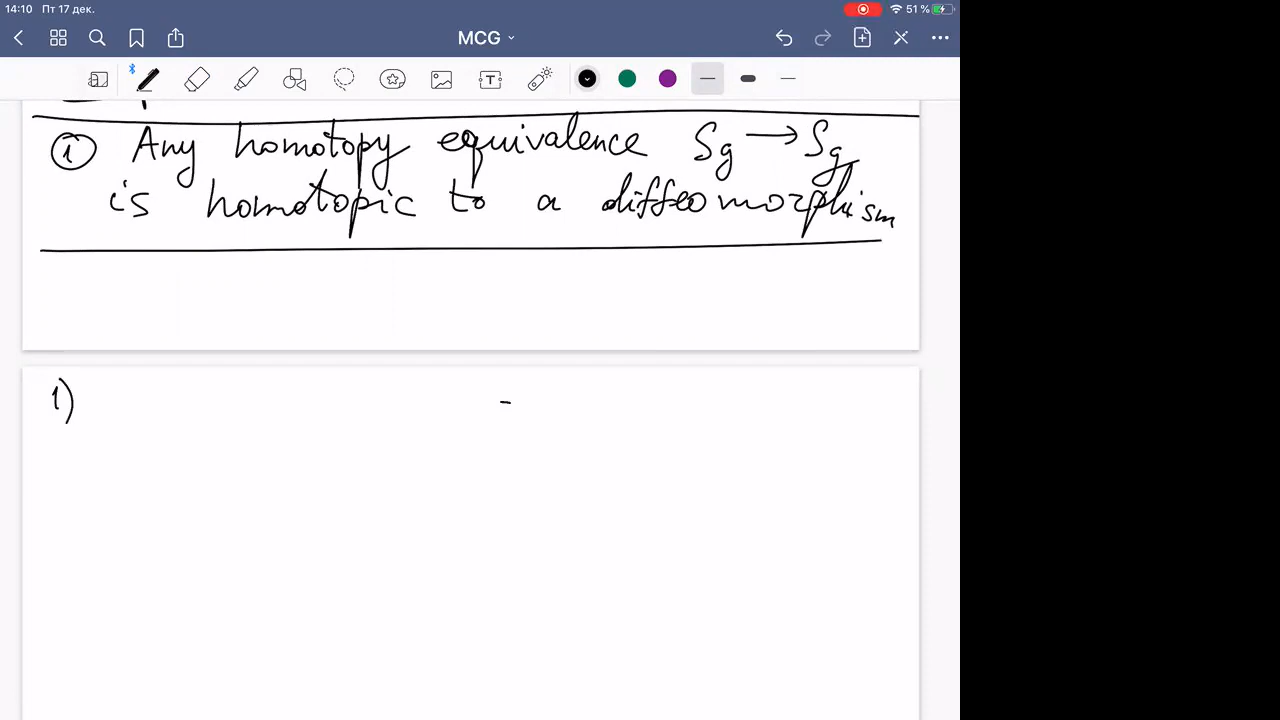 14:10 Пт 17 дек. 51 %
MCG
① Any homotopy equivalence Sg → Sg
is homotopic to a diffeomorphism
1) -